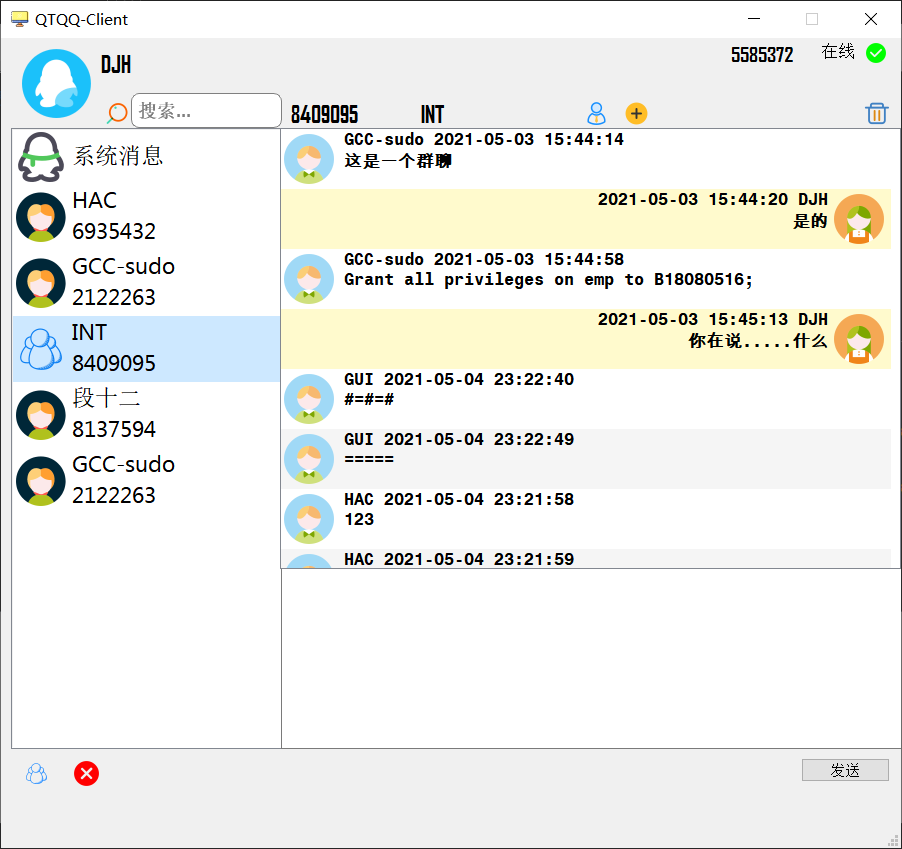 QTQQ-Client
DJH
5585372
在线
搜索...
8409095
INT
系统消息
HAC
6935432
GCC-sudo
2122263
INT
8409095
段十二
8137594
GCC-sudo
2122263
GCC-sudo 2021-05-03 15:44:14
这是一个群聊
2021-05-03 15:44:20 DJH
是的
GCC-sudo 2021-05-03 15:44:58
Grant all privileges on emp to B18080516;
2021-05-03 15:45:13 DJH
你在说.....什么
GUI 2021-05-04 23:22:40
#=#=#
GUI 2021-05-04 23:22:49
=====
HAC 2021-05-04 23:21:58
123
HAC 2021-05-04 23:21:59
发送